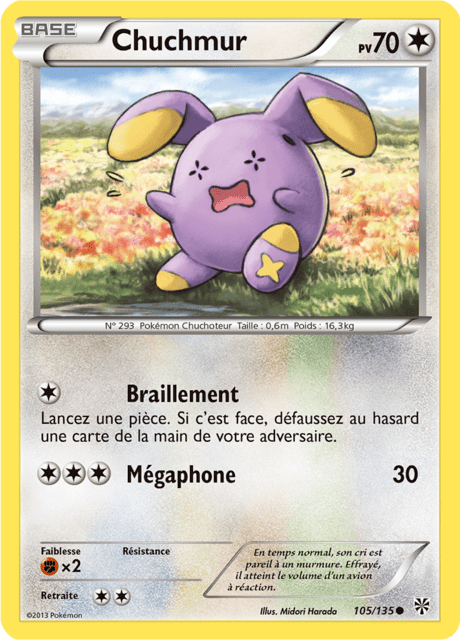 BASE
Chuchmur
PV70
N° 293 Pokémon Chuchoteur Taille : 0,6m Poids : 16,3kg
Braillement
Lancez une pièce. Si c'est face, défaussez au hasard
une carte de la main de votre adversaire.
Mégaphone 30
Faiblesse Résistance
×2
En temps normal, son cri est
pareil à un murmure. Effrayé,
il atteint le volume d'un avion
à réaction.
Retraite
©2013 Pokémon
Illus. Midori Harada
105/135